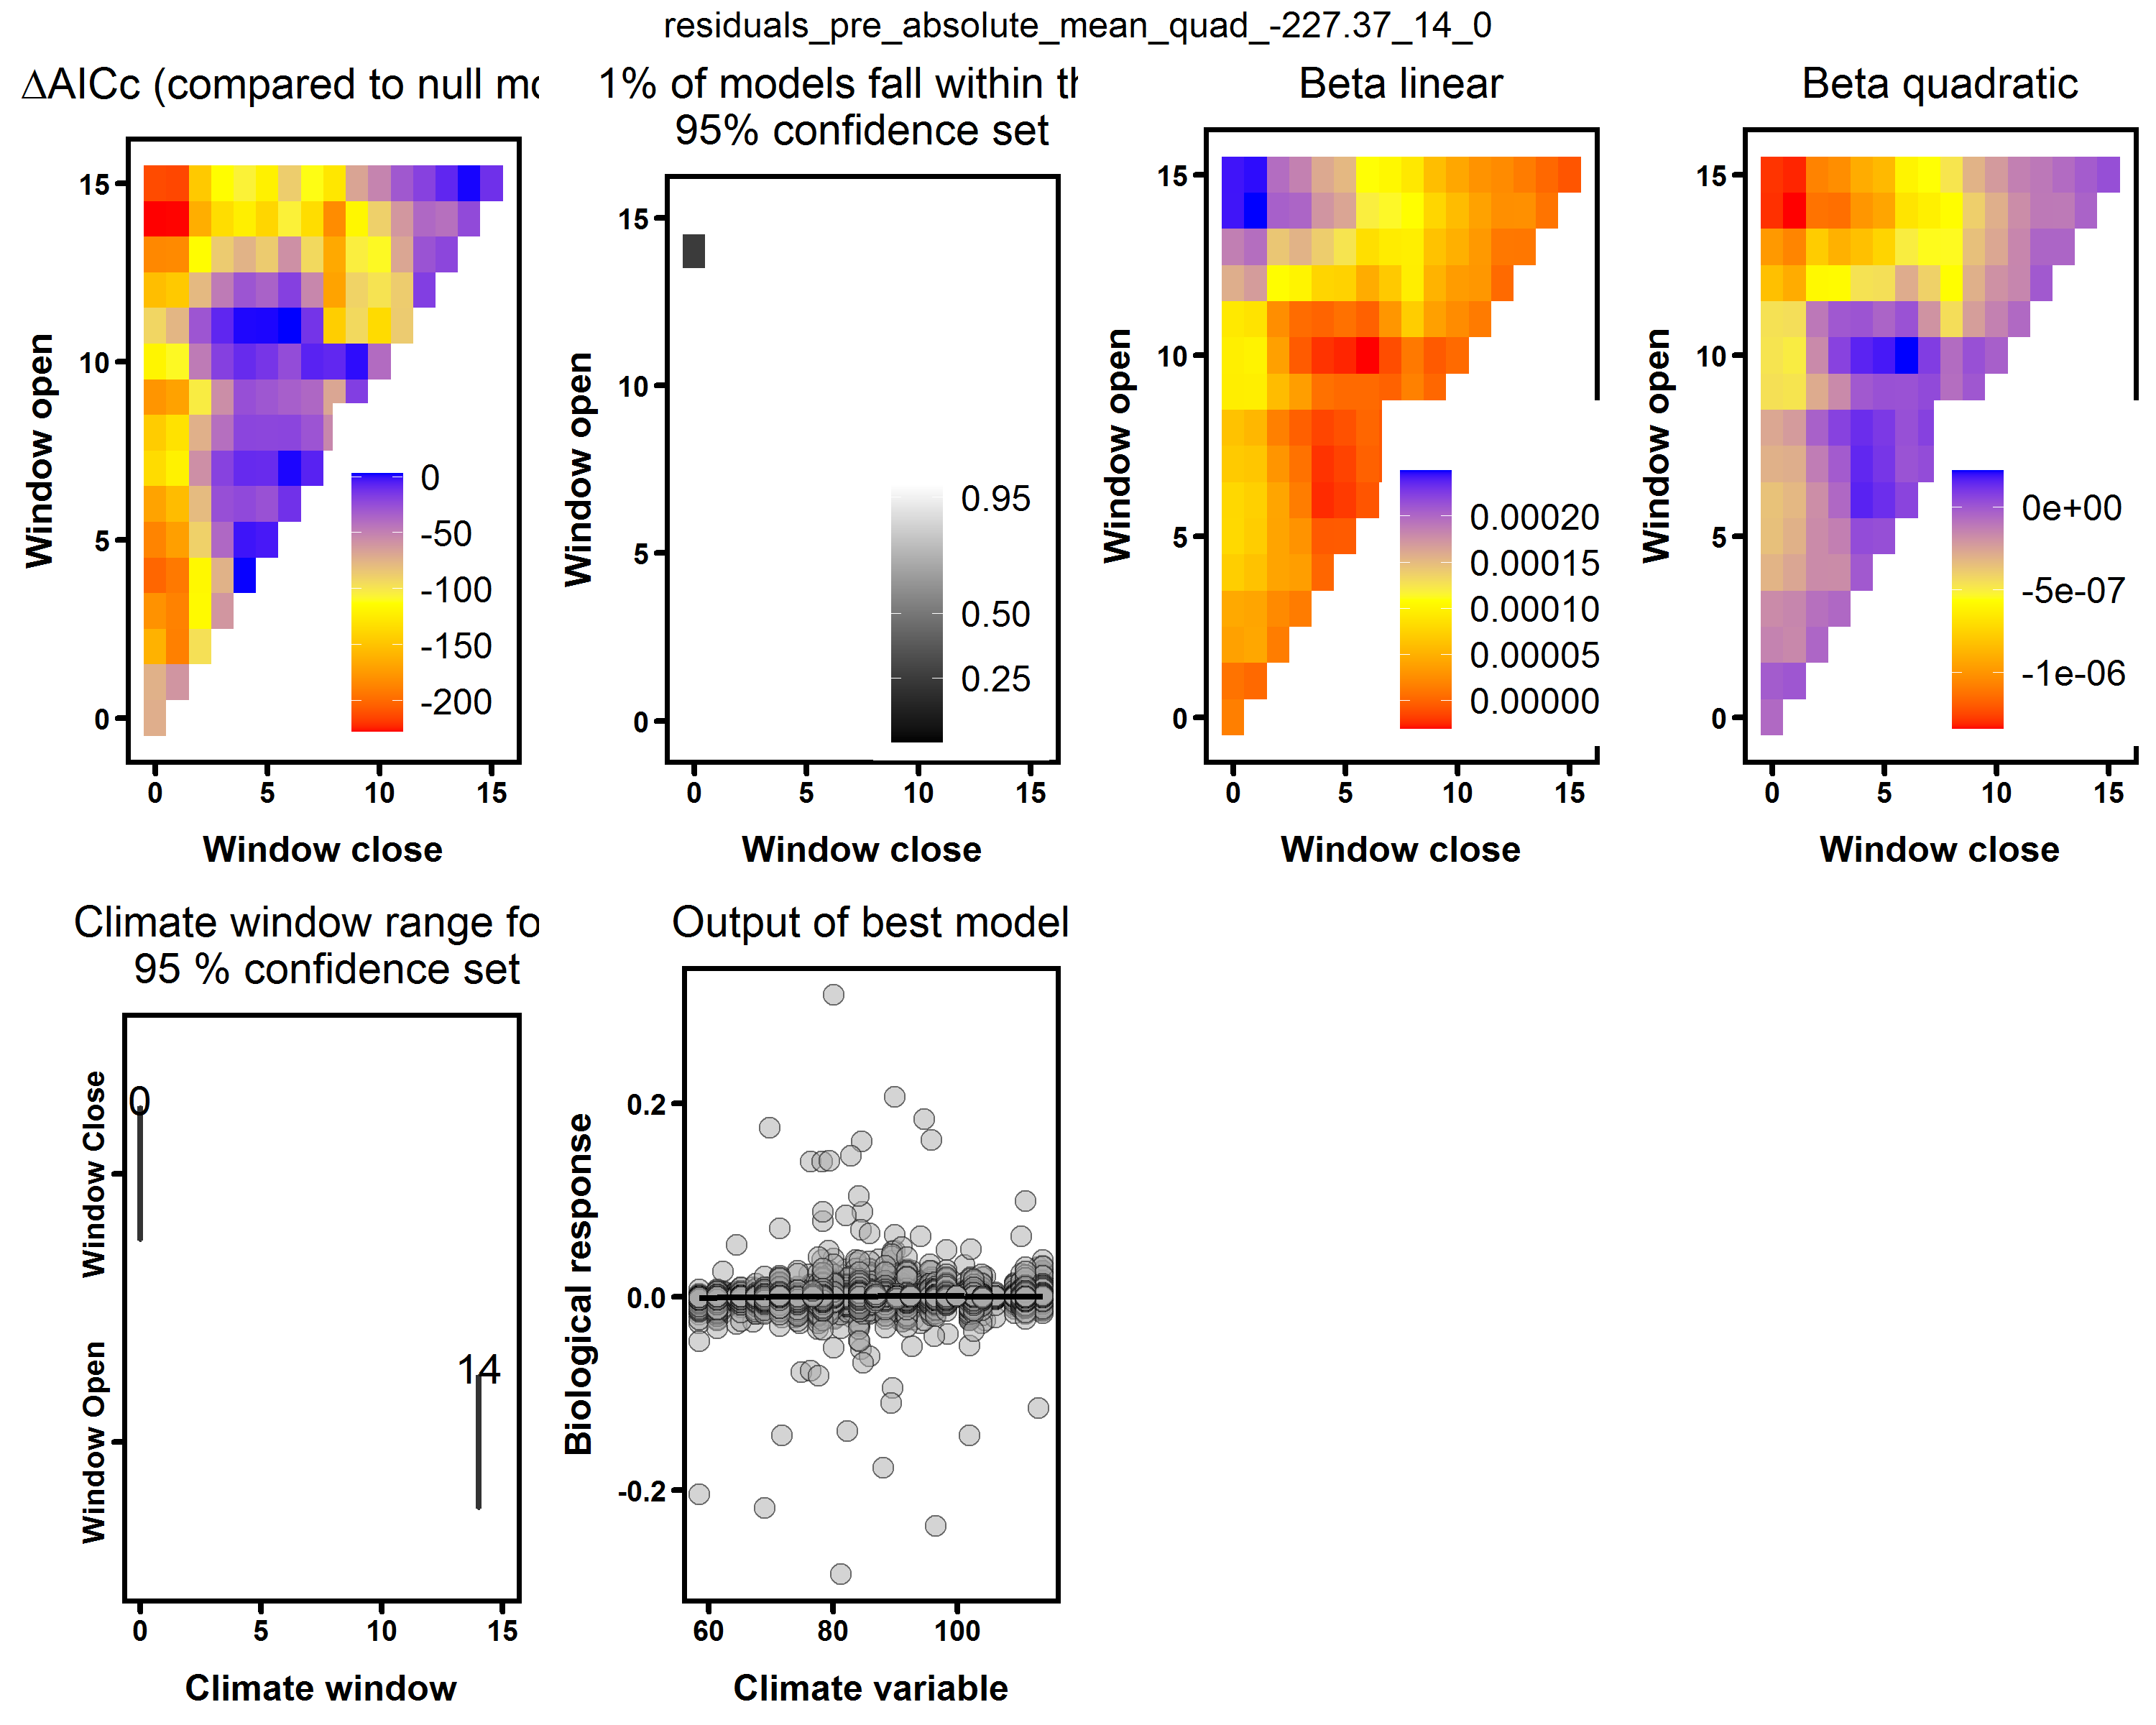 residuals_pre_absolute_mean_quad_-227.37_14_0
ΔAICc (compared to null mo
15
10
5
0
0
-50
-100
-150
-200
0 5 10 15
Window open
Window close
1% of models fall within th
95% confidence set
15
10
5
0
0.95
0.50
0.25
0 5 10 15
Window open
Window close
Beta linear
15
10
5
0
0.00020
0.00015
0.00010
0.00005
0.00000
0 5 10 15
Window open
Window close
Beta quadratic
15
10
5
0
0e+00
-5e-07
-1e-06
0 5 10 15
Window open
Window close
Climate window range fo
95 % confidence set
Window Close
Window Open
0
14
0 5 10 15
Climate window
Output of best model
0.2
0.0
-0.2
60 80 100
Biological response
Climate variable